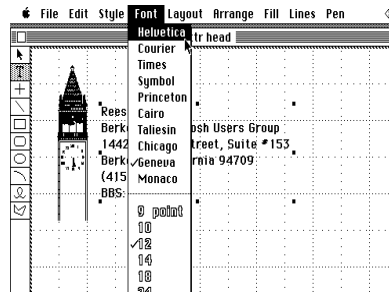 File Edit Style Font Layout Arrange Fill Lines Pen
tr head
Helvetica
Courier
Times
Symbol
Princeton
Cairo
Taliesin
Chicago
✓Geneva
Monaco
9 point
10
✓12
14
18
24
Rees
Berk osh Users Group
1442 treet, Suite #153
Berk rnia 94709
(415
BBS: